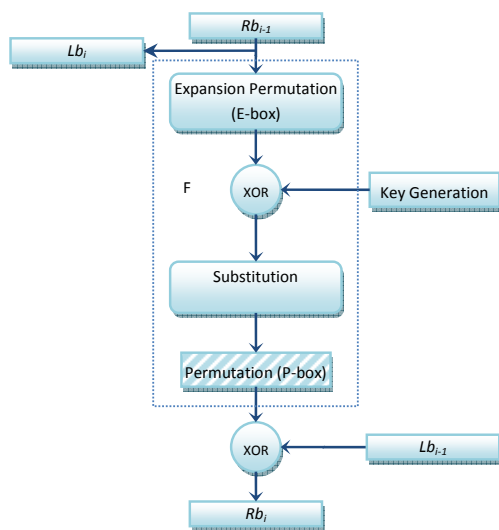 Rbi-1
Lbi
Expansion Permutation
(E-box)
F
XOR
Key Generation
Substitution
Permutation (P-box)
XOR
Lbi-1
Rbi